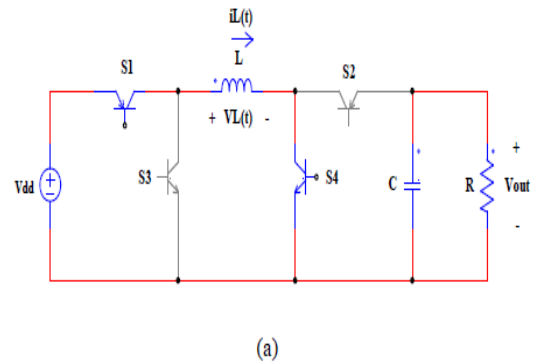 iL(t)
S1
L
S2
+ VL(t) -
Vdd
+
-
S3
S4
C
R
+
Vout
-
(a)